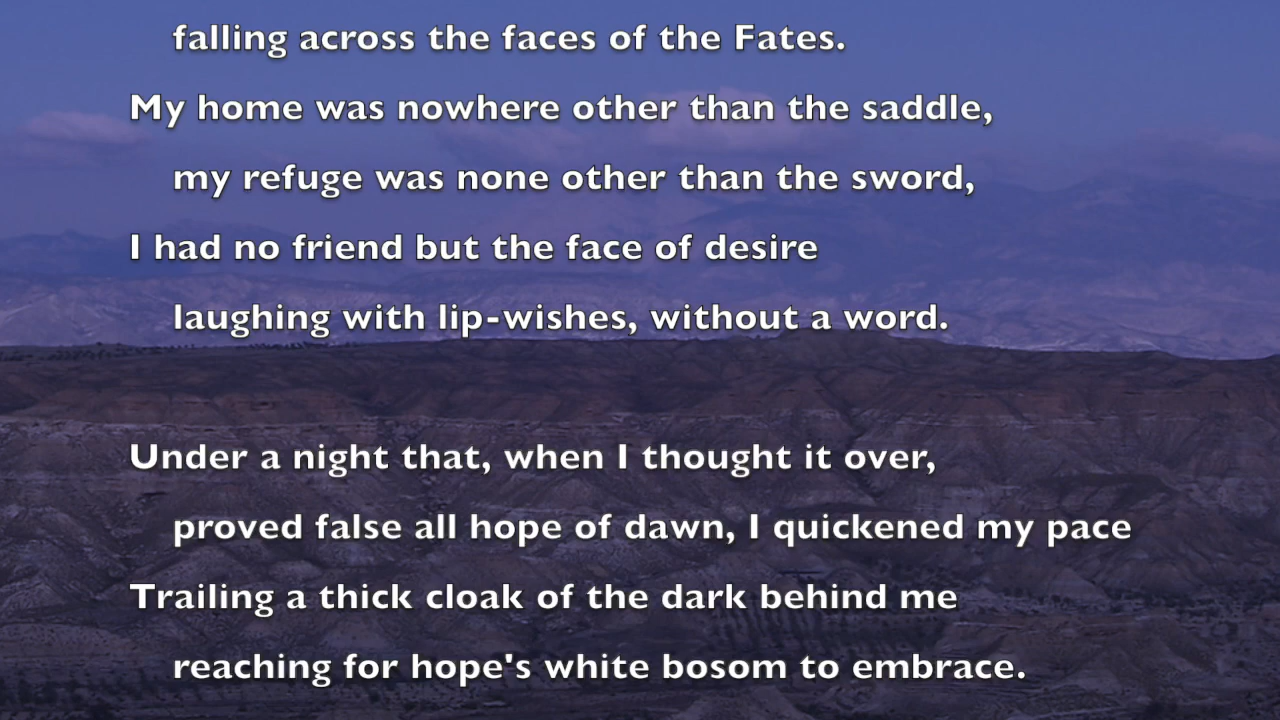 falling across the faces of the Fates.
My home was nowhere other than the saddle,
my refuge was none other than the sword,
I had no friend but the face of desire
laughing with lip-wishes, without a word.
Under a night that, when I thought it over,
proved false all hope of dawn, I quickened my pace
Trailing a thick cloak of the dark behind me
reaching for hope's white bosom to embrace.